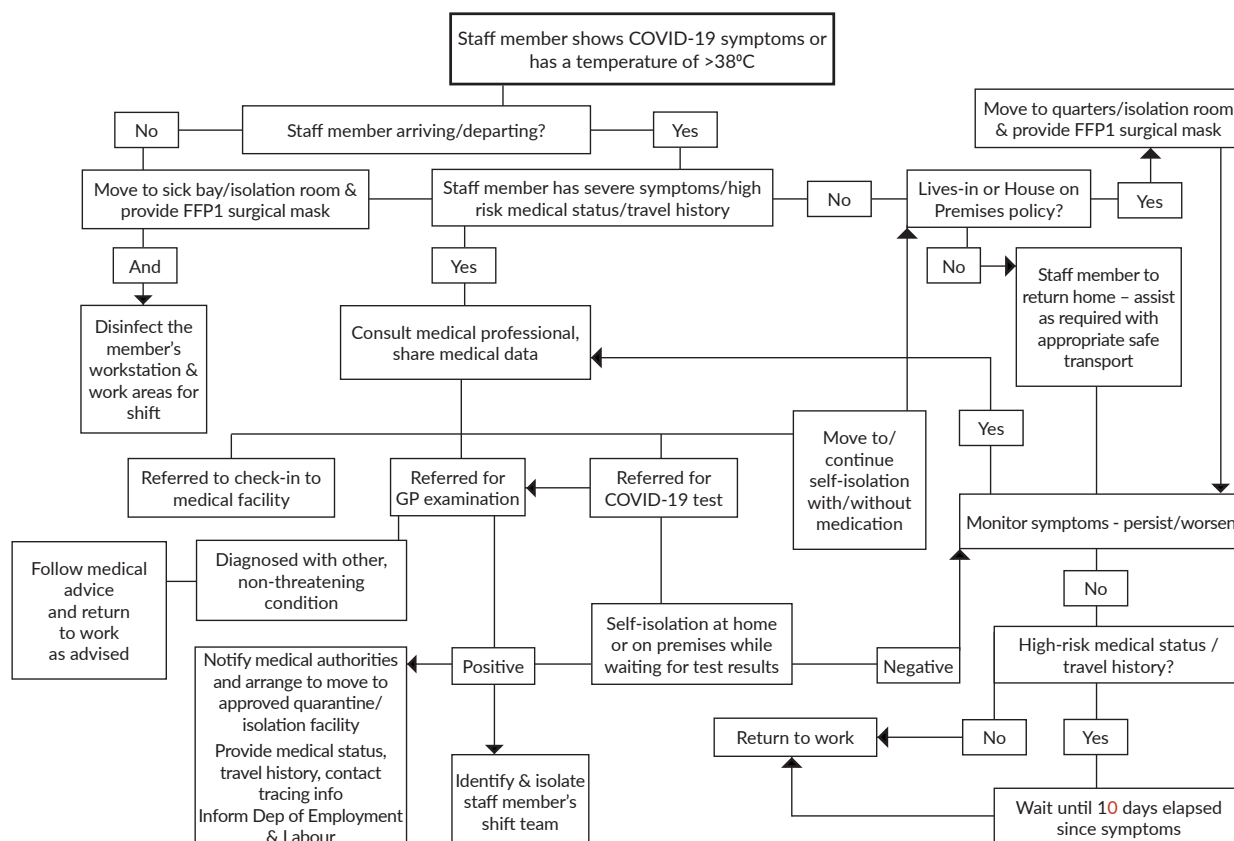 Staff member shows COVID-19 symptoms or
has a temperature of >38ºC
No
Staff member arriving/departing?
Yes
Move to quarters/isolation room
& provide FFP1 surgical mask
Move to sick bay/isolation room &
provide FFP1 surgical mask
Staff member has severe symptoms/high
risk medical status/travel history
No
Lives-in or House on
Premises policy?
Yes
And
Yes
No
Staff member to
return home – assist
as required with
appropriate safe
transport
Disinfect the
member's
workstation &
work areas for
shift
Consult medical professional,
share medical data
Yes
Referred to check-in to
medical facility
Referred for
GP examination
Referred for
COVID-19 test
Move to/
continue
self-isolation
with/without
medication
Monitor symptoms - persist/worsen
Follow medical
advice
and return
to work
as advised
Diagnosed with other,
non-threatening
condition
No
Self-isolation at home
or on premises while
waiting for test results
High-risk medical status /
travel history?
Notify medical authorities
and arrange to move to
approved quarantine/
isolation facility
Provide medical status,
travel history, contact
tracing info
Inform Dep of Employment
& Labour
Positive
Negative
Return to work
No
Yes
Identify & isolate
staff member's
shift team
Wait until 10 days elapsed
since symptoms